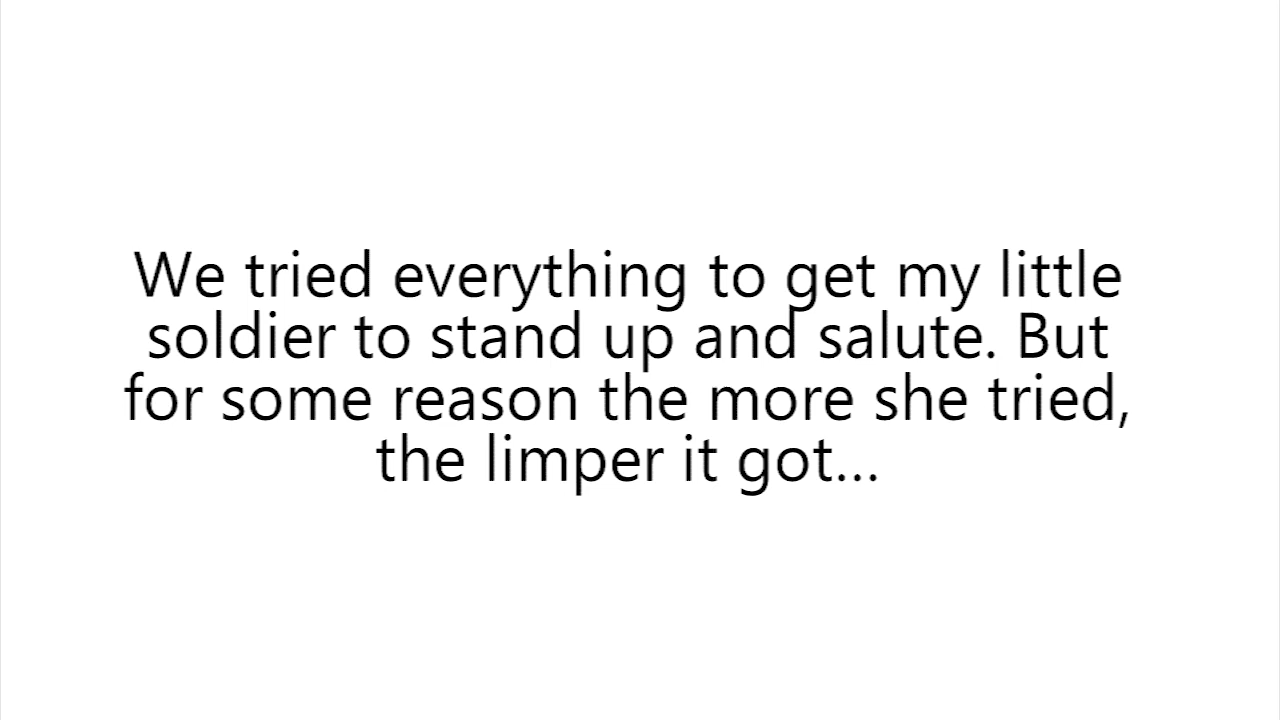 We tried everything to get my little
soldier to stand up and salute. But
for some reason the more she tried,
the limper it got...